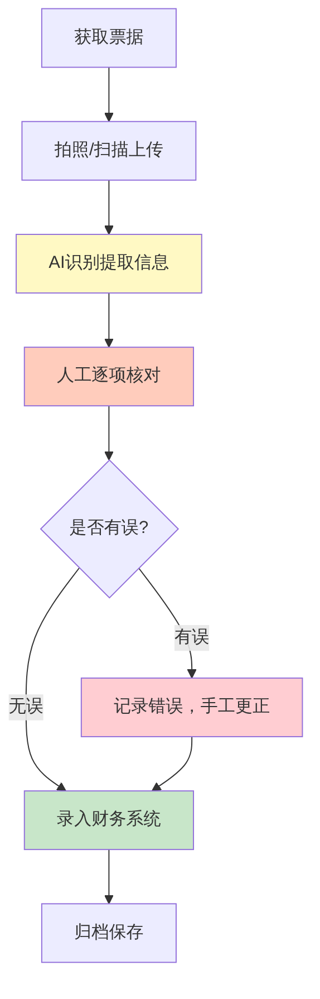 获取票据
拍照/扫描上传
AI识别提取信息
人工逐项核对
是否有误?
有误
无误
记录错误，手工更正
录入财务系统
归档保存